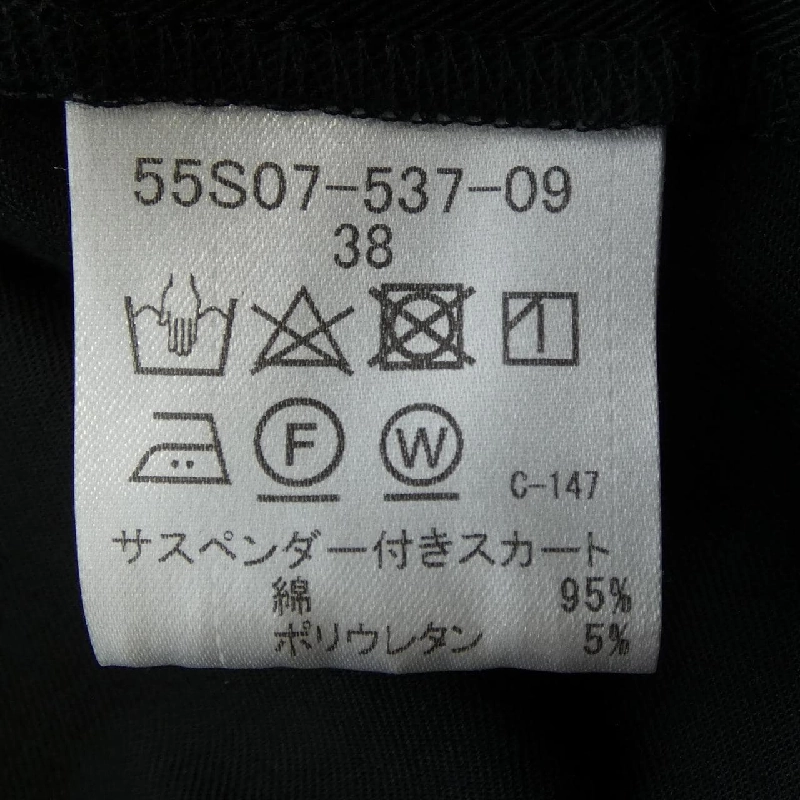 55S07-537-09
38
F W C-147
サスペンダー付きスカート
綿 95%
ポリウレタン 5%